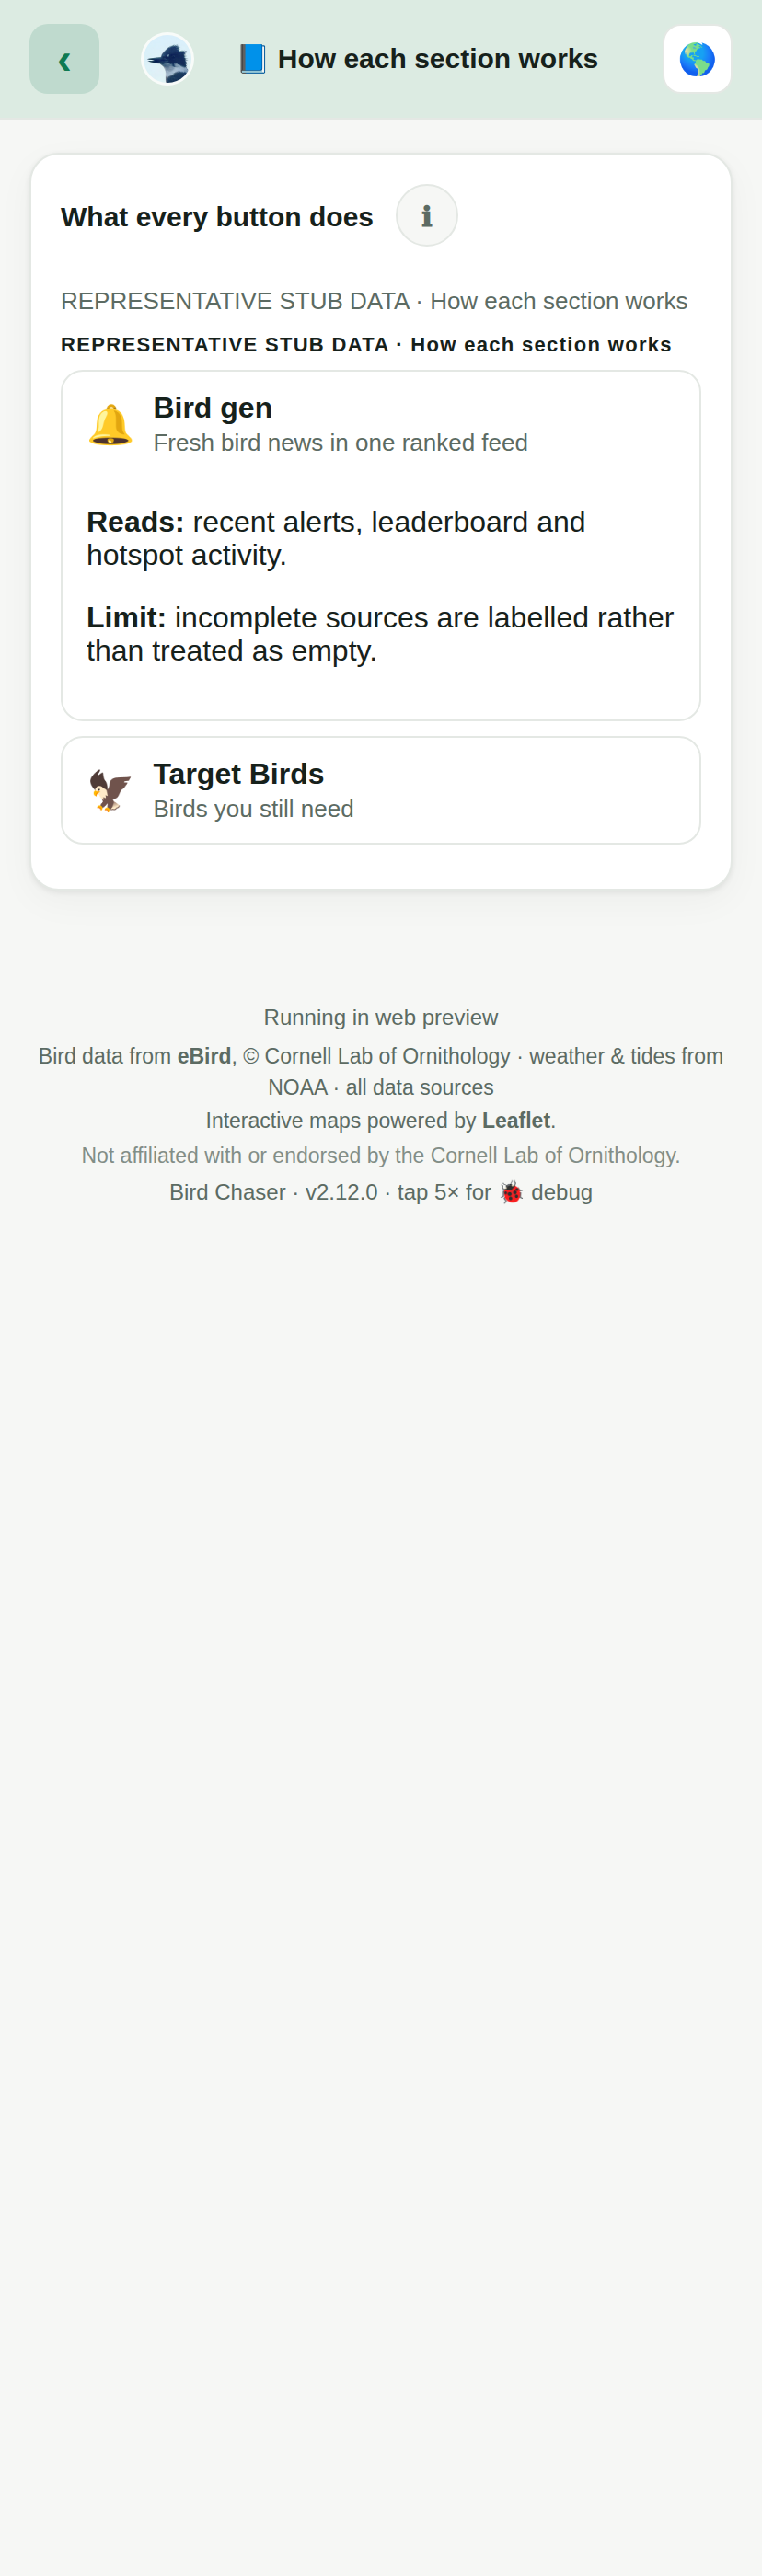 ‹ 📘 How each section works 🌎
What every button does ℹ
REPRESENTATIVE STUB DATA · How each section works
REPRESENTATIVE STUB DATA · How each section works
🔔 Bird gen
Fresh bird news in one ranked feed
Reads: recent alerts, leaderboard and
hotspot activity.
Limit: incomplete sources are labelled rather
than treated as empty.
🦅 Target Birds
Birds you still need
Running in web preview
Bird data from eBird, © Cornell Lab of Ornithology · weather & tides from
NOAA · all data sources
Interactive maps powered by Leaflet.
Not affiliated with or endorsed by the Cornell Lab of Ornithology.
Bird Chaser · v2.12.0 · tap 5× for 🐞 debug